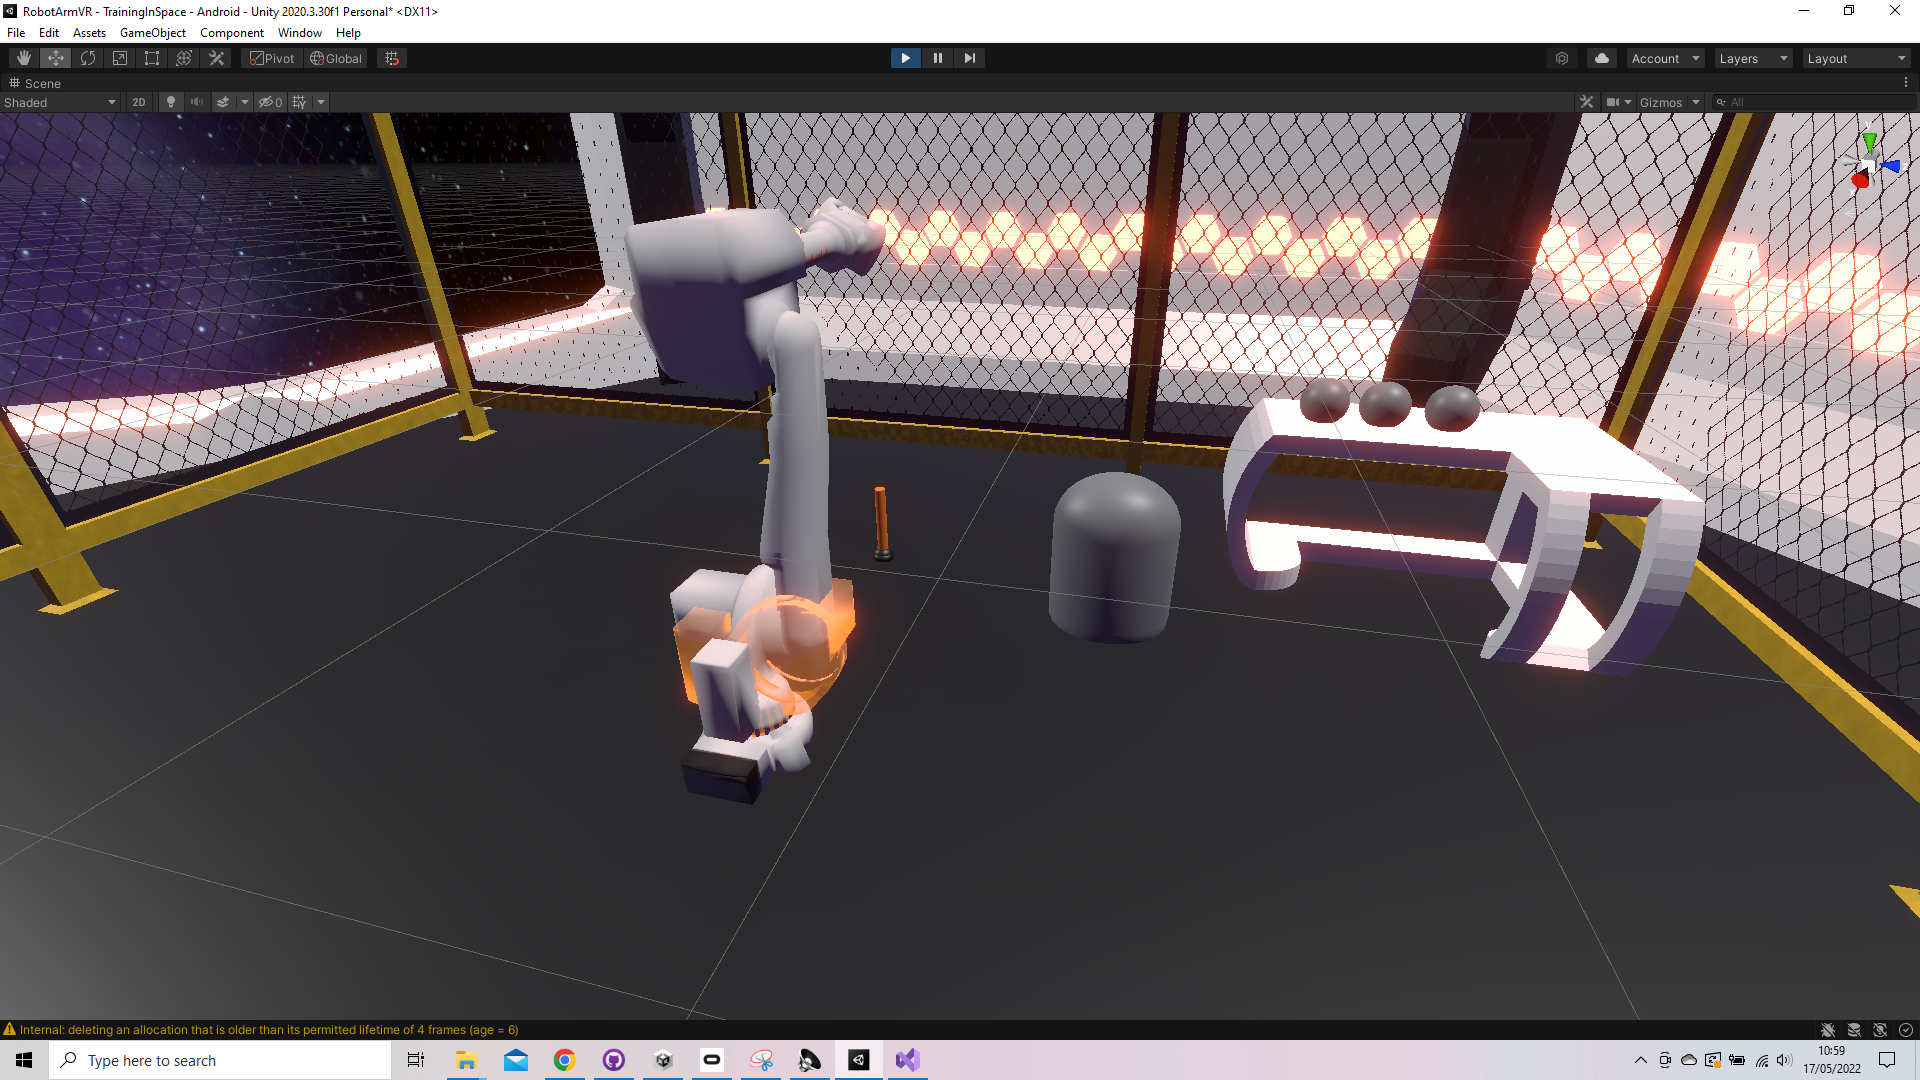 RobotArmVR - TrainingInSpace - Android - Unity 2020.3.30f1 Personal* <DX11>
File Edit Assets GameObject Component Window Help
Pivot Global Account Layers Layout
Scene
Shaded 2D 0 Gizmos All
y
Internal: deleting an allocation that is older than its permitted lifetime of 4 frames (age = 6)
Type here to search
10:59
17/05/2022